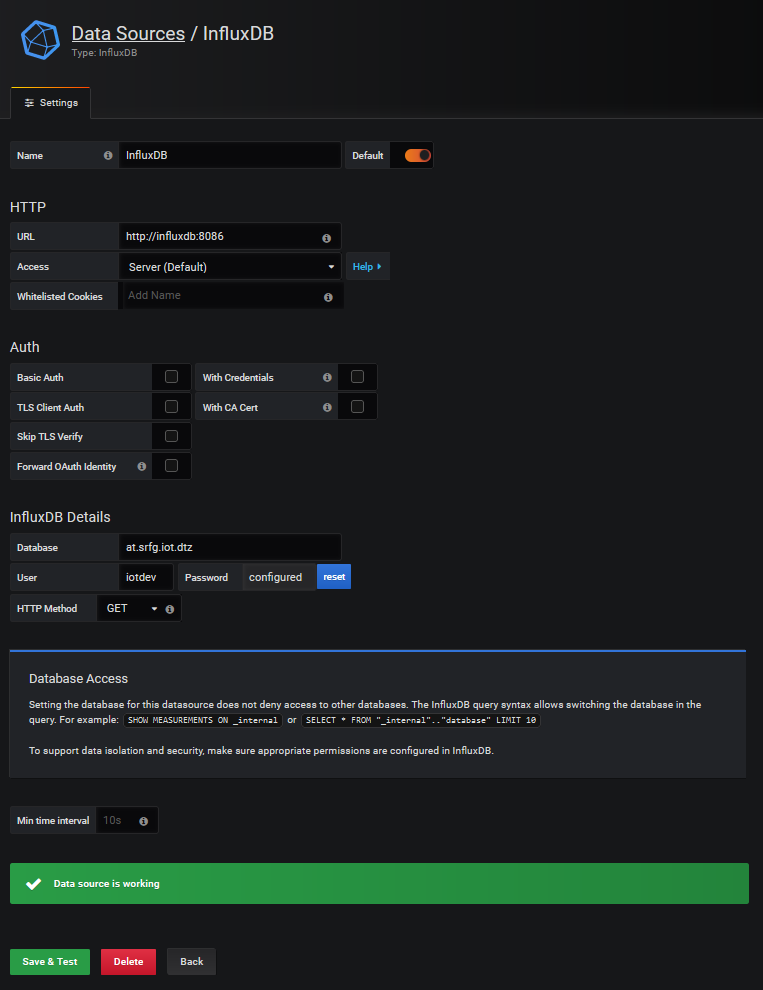 Data Sources / InfluxDB
Type: InfluxDB
Settings
Name InfluxDB Default
HTTP
URL http://influxdb:8086
Access Server (Default) Help
Whitelisted Cookies Add Name
Auth
Basic Auth With Credentials
TLS Client Auth With CA Cert
Skip TLS Verify
Forward OAuth Identity
InfluxDB Details
Database at.srfg.iot.dtz
User iotdev Password configured reset
HTTP Method GET
Database Access
Setting the database for this datasource does not deny access to other databases. The InfluxDB query syntax allows switching the database in the
query. For example: SHOW MEASUREMENTS ON _internal or SELECT * FROM "_internal".."database" LIMIT 10
To support data isolation and security, make sure appropriate permissions are configured in InfluxDB.
Min time interval 10s
Data source is working
Save & Test Delete Back